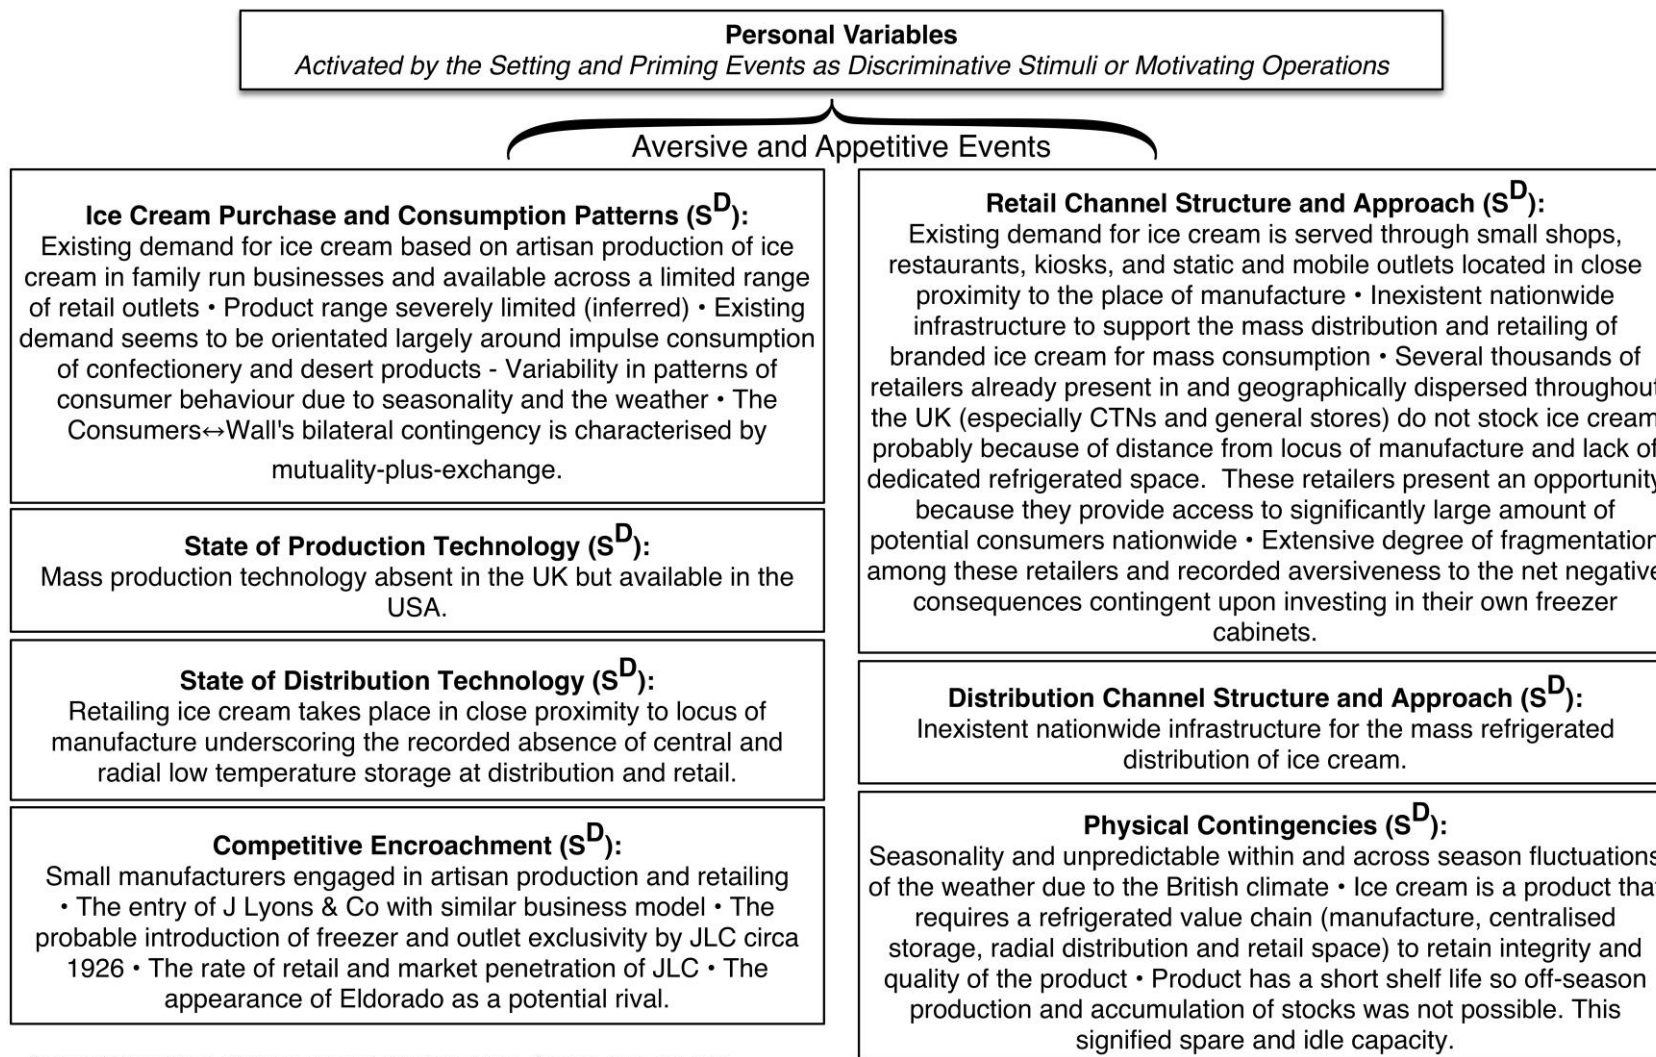 Personal Variables
Activated by the Setting and Priming Events as Discriminative Stimuli or Motivating Operations
Aversive and Appetitive Events
Ice Cream Purchase and Consumption Patterns (S^D):
Existing demand for ice cream based on artisan production of ice
cream in family run businesses and available across a limited range
of retail outlets • Product range severely limited (inferred) • Existing
demand seems to be orientated largely around impulse consumption
of confectionery and desert products - Variability in patterns of
consumer behaviour due to seasonality and the weather • The
Consumers↔Wall's bilateral contingency is characterised by
mutuality-plus-exchange.
State of Production Technology (S^D):
Mass production technology absent in the UK but available in the
USA.
State of Distribution Technology (S^D):
Retailing ice cream takes place in close proximity to locus of
manufacture underscoring the recorded absence of central and
radial low temperature storage at distribution and retail.
Competitive Encroachment (S^D):
Small manufacturers engaged in artisan production and retailing
• The entry of J Lyons & Co with similar business model • The
probable introduction of freezer and outlet exclusivity by JLC circa
1926 • The rate of retail and market penetration of JLC • The
appearance of Eldorado as a potential rival.
Retail Channel Structure and Approach (S^D):
Existing demand for ice cream is served through small shops,
restaurants, kiosks, and static and mobile outlets located in close
proximity to the place of manufacture • Inexistent nationwide
infrastructure to support the mass distribution and retailing of
branded ice cream for mass consumption • Several thousands of
retailers already present in and geographically dispersed throughout
the UK (especially CTNs and general stores) do not stock ice cream
probably because of distance from locus of manufacture and lack of
dedicated refrigerated space. These retailers present an opportunity
because they provide access to significantly large amount of
potential consumers nationwide • Extensive degree of fragmentation
among these retailers and recorded aversiveness to the net negative
consequences contingent upon investing in their own freezer
cabinets.
Distribution Channel Structure and Approach (S^D):
Inexistent nationwide infrastructure for the mass refrigerated
distribution of ice cream.
Physical Contingencies (S^D):
Seasonality and unpredictable within and across season fluctuations
of the weather due to the British climate • Ice cream is a product that
requires a refrigerated value chain (manufacture, centralised
storage, radial distribution and retail space) to retain integrity and
quality of the product • Product has a short shelf life so off-season
production and accumulation of stocks was not possible. This
signified spare and idle capacity.